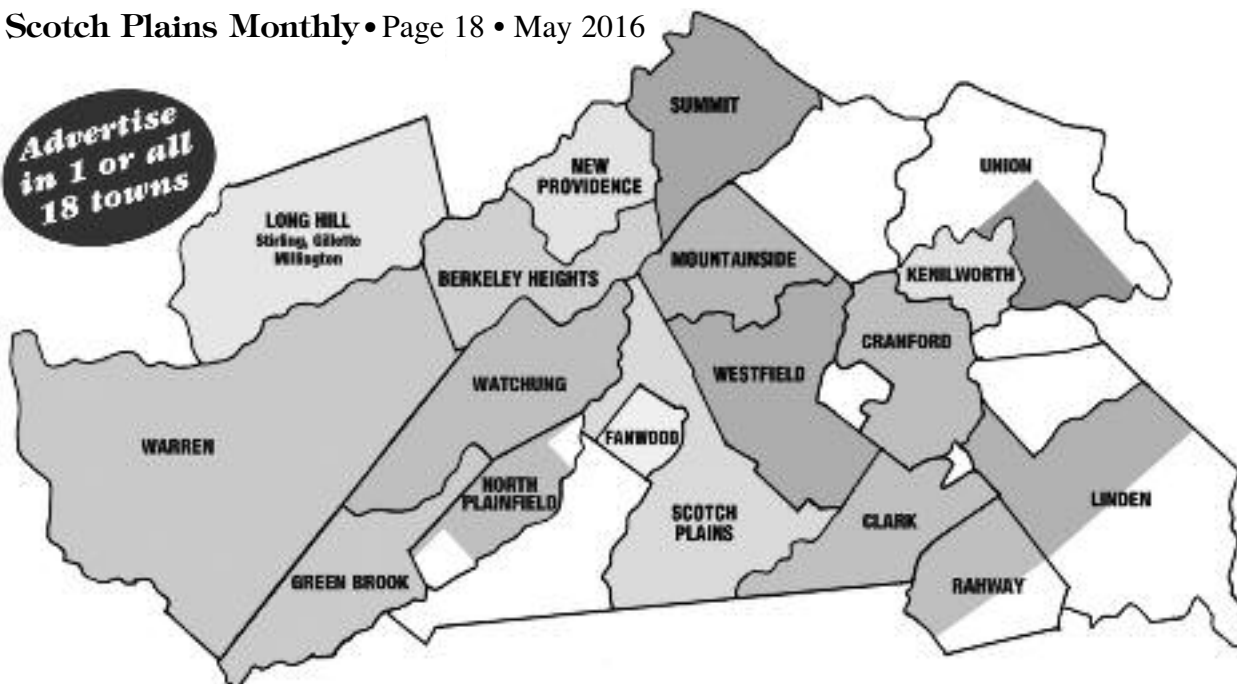 Scotch Plains Monthly • Page 18 • May 2016
Advertise
in 1 or all
18 towns
SUMMIT
NEW
PROVIDENCE
UNION
LONG HILL
Stirling, Gillette
Millington
BERKELEY HEIGHTS
MOUNTAINSIDE
KENILWORTH
CRANFORD
WATCHUNG
WESTFIELD
WARREN
FANWOOD
NORTH
PLAINFIELD
SCOTCH
PLAINS
LINDEN
CLARK
GREEN BROOK
RAHWAY